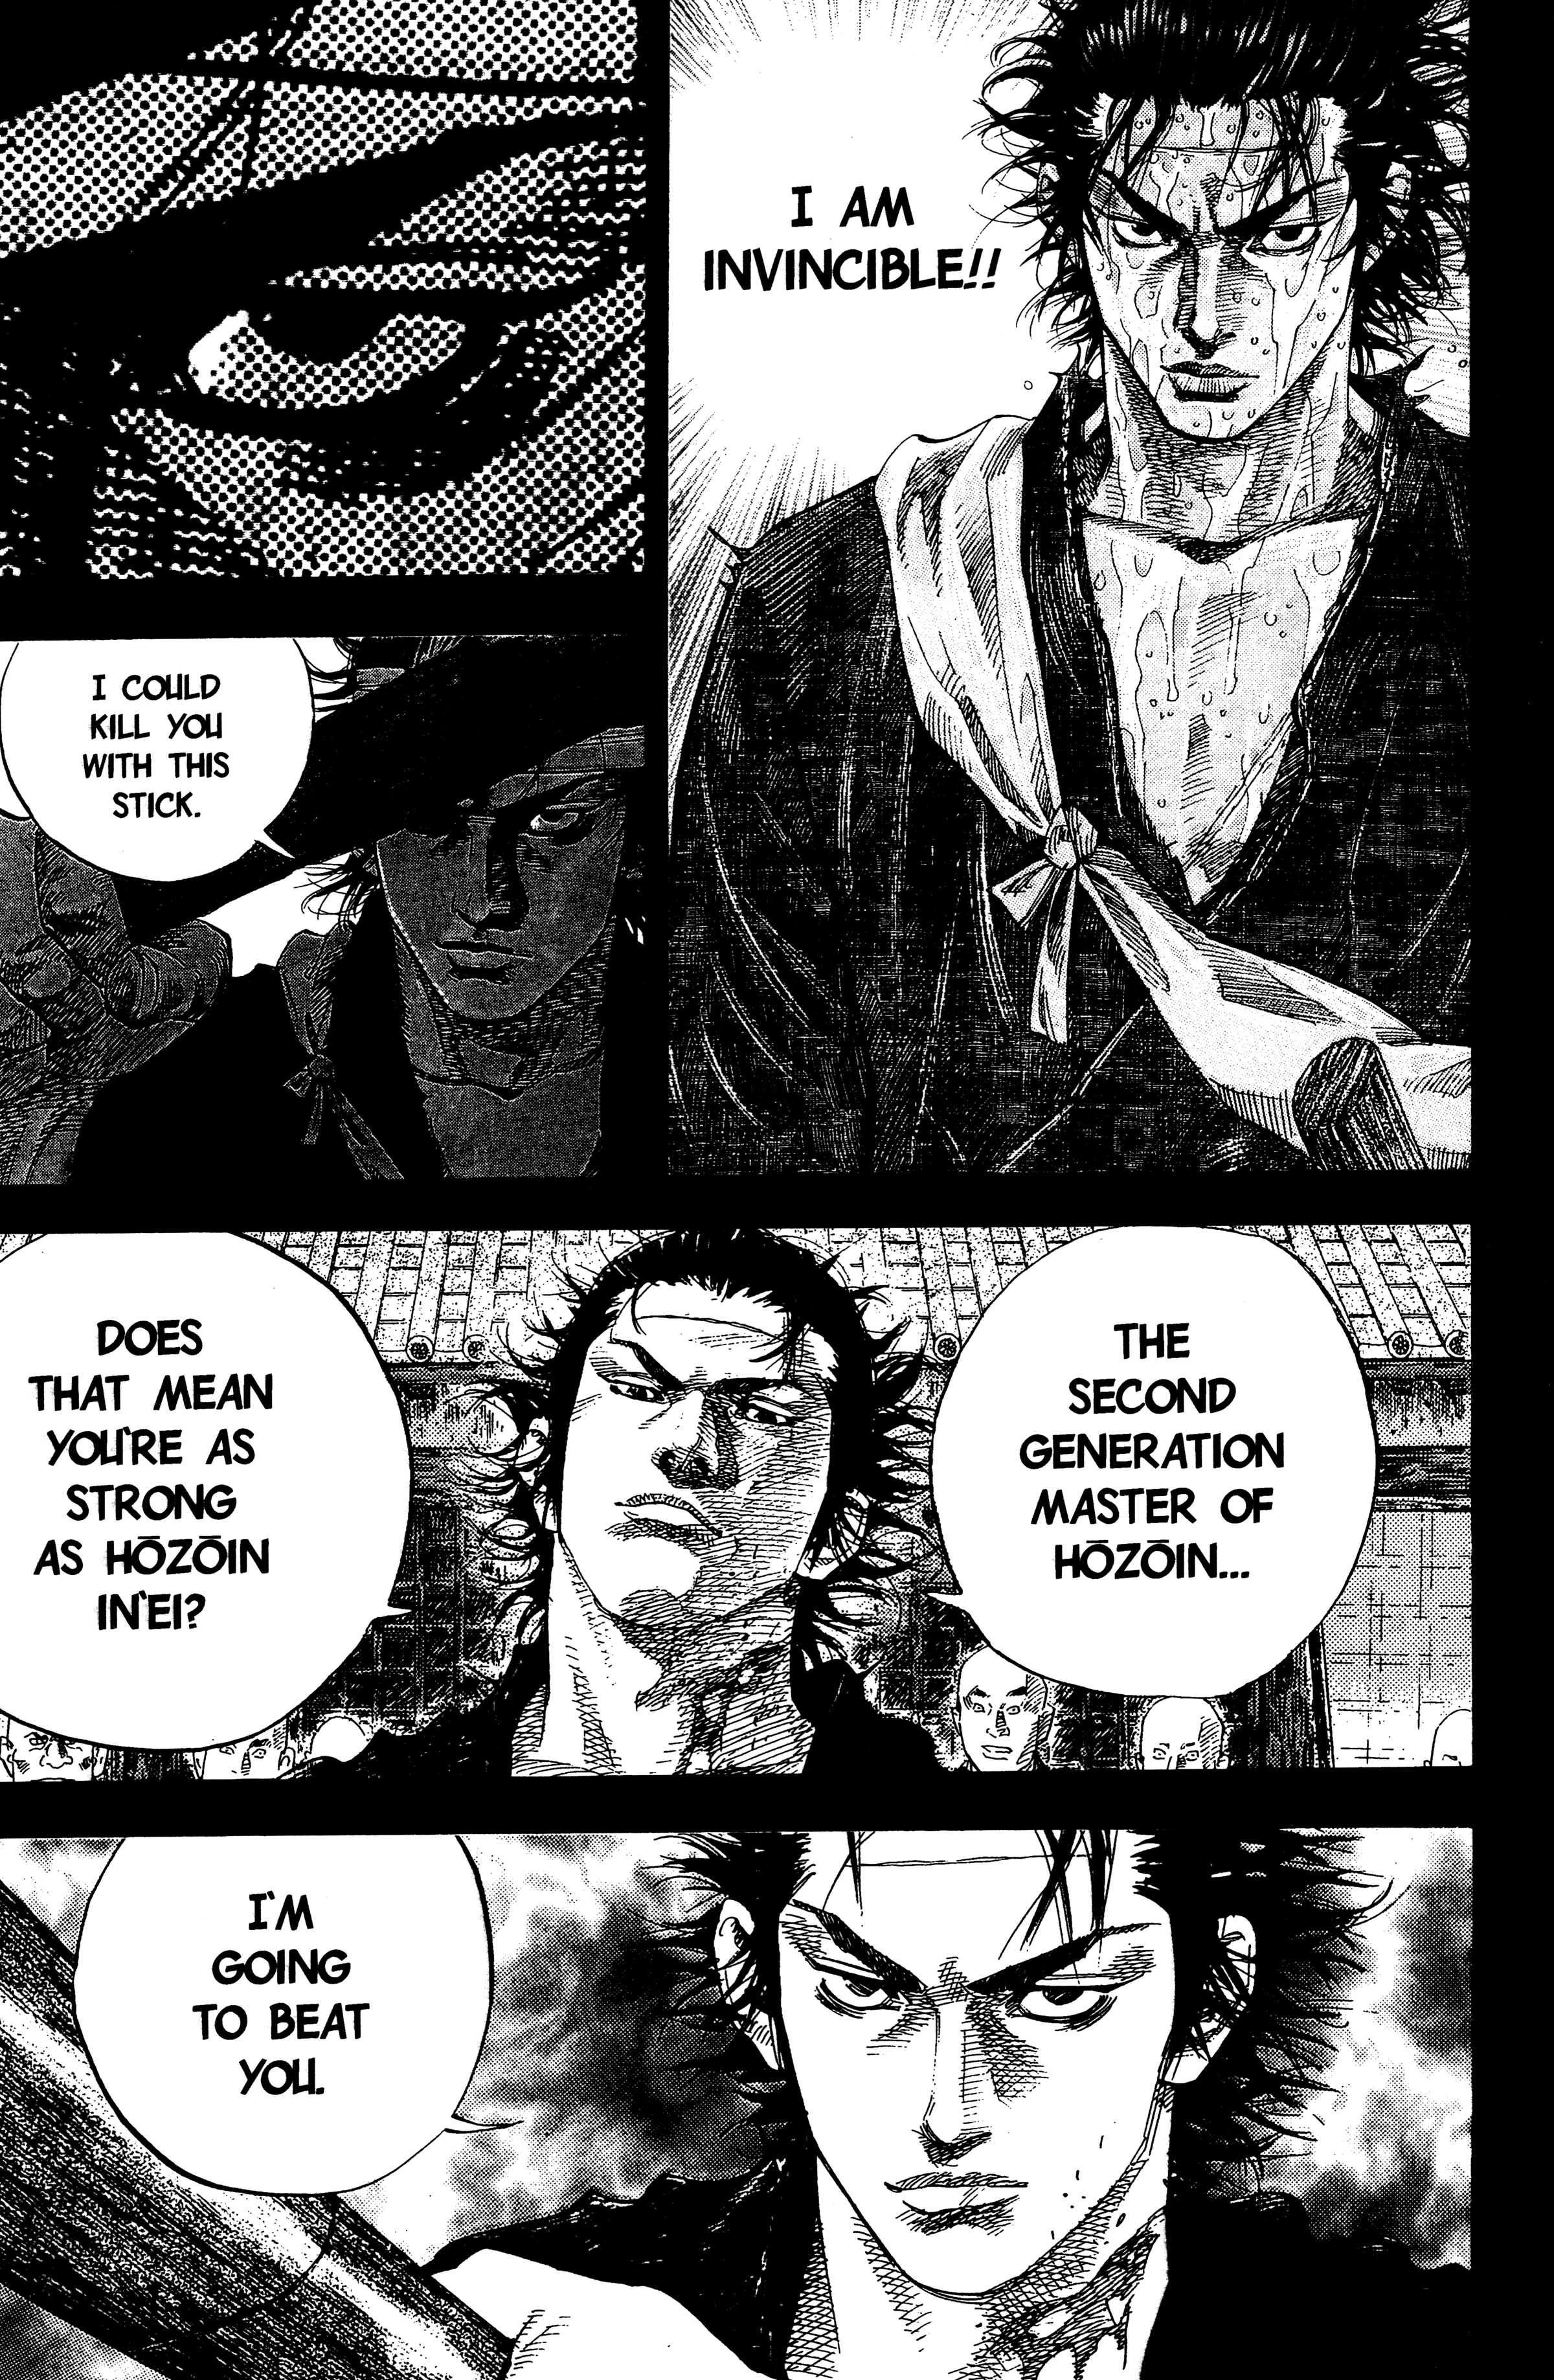 I AM
INVINCIBLE!!
I COULD
KILL YOU
WITH THIS
STICK.
THE
SECOND
GENERATION
MASTER OF
HŌZŌIN...
DOES
THAT MEAN
YOU'RE AS
STRONG
AS HŌZŌIN
IN'EI?
I'M
GOING
TO BEAT
YOU.